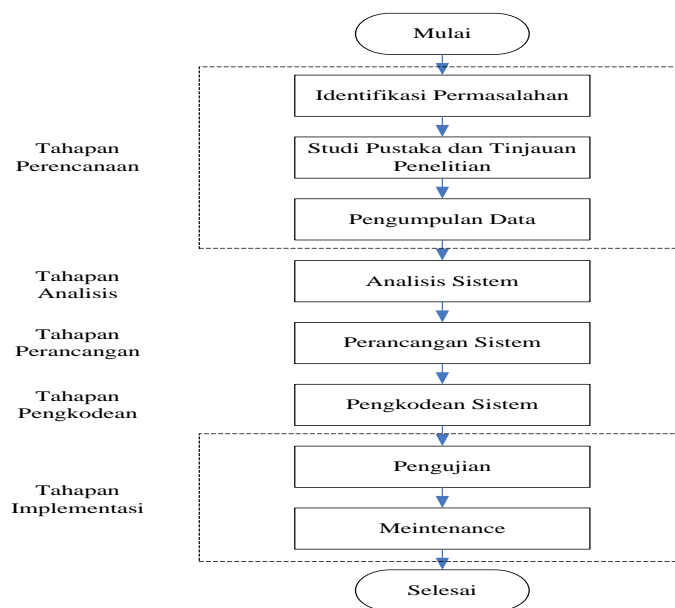 Mulai
Tahapan
Perencanaan
Identifikasi Permasalahan
Studi Pustaka dan Tinjauan
Penelitian
Pengumpulan Data
Tahapan
Analisis
Analisis Sistem
Tahapan
Perancangan
Perancangan Sistem
Tahapan
Pengkodean
Pengkodean Sistem
Tahapan
Implementasi
Pengujian
Meintenance
Selesai